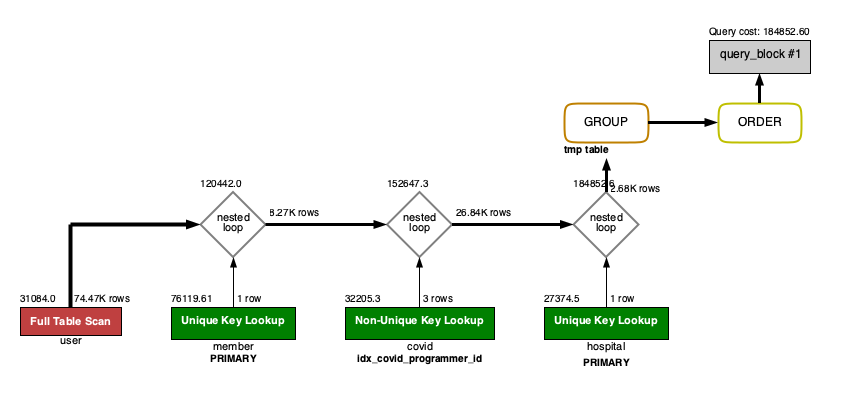 Query cost: 184852.60
query_block #1
GROUP
ORDER
tmp table
120442.0
152647.3
184852.6
2.68K rows
nested
loop
8.27K rows
nested
loop
26.84K rows
nested
loop
31084.0
74.47K rows
76119.61
1 row
32205.3
3 rows
27374.5
1 row
Full Table Scan
Unique Key Lookup
Non-Unique Key Lookup
Unique Key Lookup
user
member
covid
hospital
PRIMARY
idx_covid_programmer_id
PRIMARY